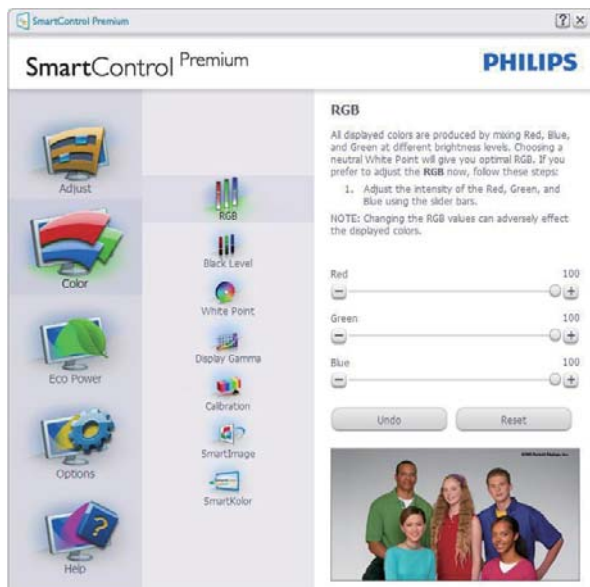 SmartControl Premium
SmartControl Premium
PHILIPS
Adjust
Color
Eco Power
Options
Help
RGB
Black Level
White Point
Display Gamma
Calibration
SmartImage
SmartKolor
RGB
All displayed colors are produced by mixing Red, Blue,
and Green at different brightness levels. Choosing a
neutral White Point will give you optimal RGB. If you
prefer to adjust the RGB now, follow these steps:
1. Adjust the intensity of the Red, Green, and
Blue using the slider bars.
NOTE: Changing the RGB values can adversely effect
the displayed colors.
Red 100
Green 100
Blue 100
Undo
Reset